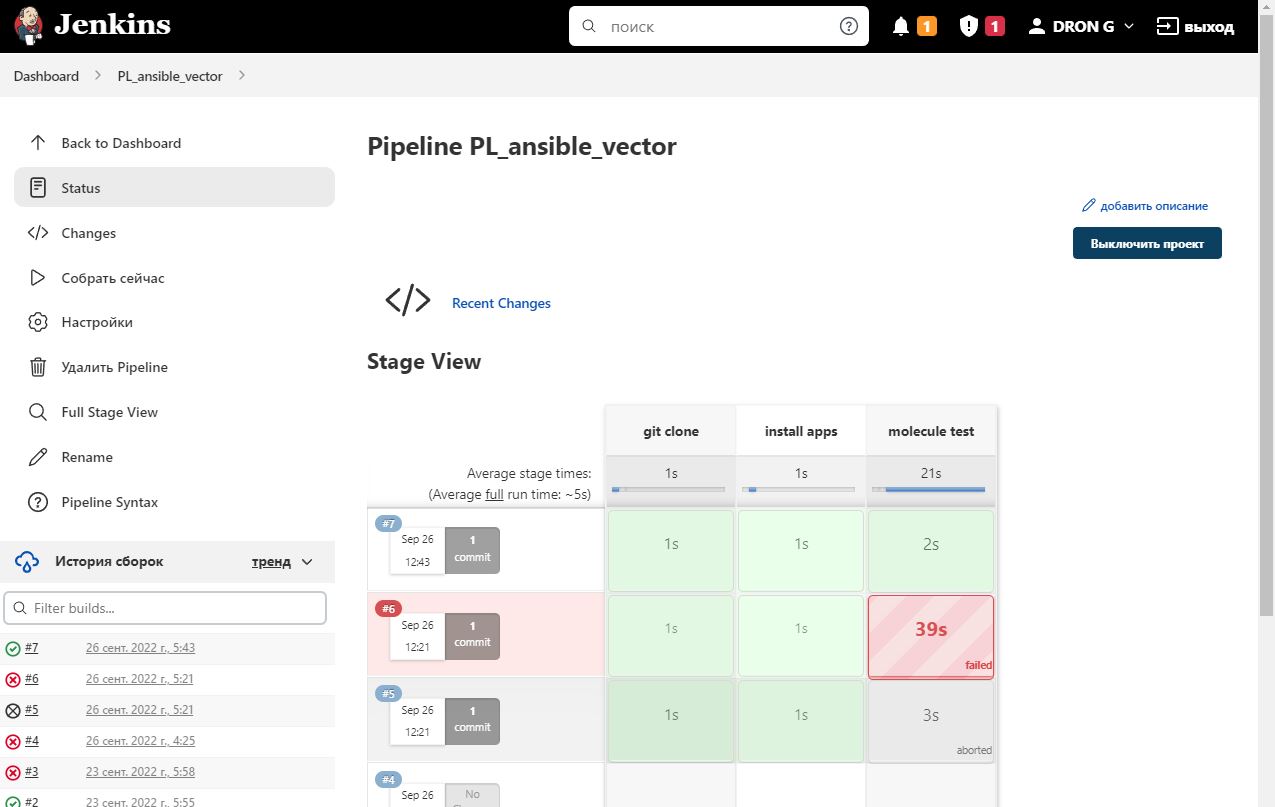 Jenkins
поиск
1
1
DRON G
выход
Dashboard
PL_ansible_vector
Back to Dashboard
Status
Changes
Собрать сейчас
Настройки
Удалить Pipeline
Full Stage View
Rename
Pipeline Syntax
История сборок
тренд
Filter builds...
#7 26 сент. 2022 г., 5:43
#6 26 сент. 2022 г., 5:21
#5 26 сент. 2022 г., 5:21
#4 26 сент. 2022 г., 4:25
#3 23 сент. 2022 г., 5:58
#2 23 сент. 2022 г., 5:55
Pipeline PL_ansible_vector
добавить описание
Выключить проект
Recent Changes
Stage View
git clone install apps molecule test
Average stage times: 1s 1s 21s
(Average full run time: ~5s)
#7
Sep 26 1 1s 1s 2s
12:43 commit
#6
Sep 26 1 1s 1s 39s
12:21 commit
failed
#5
Sep 26 1 1s 1s 3s
12:21 commit
aborted
#4
Sep 26 No